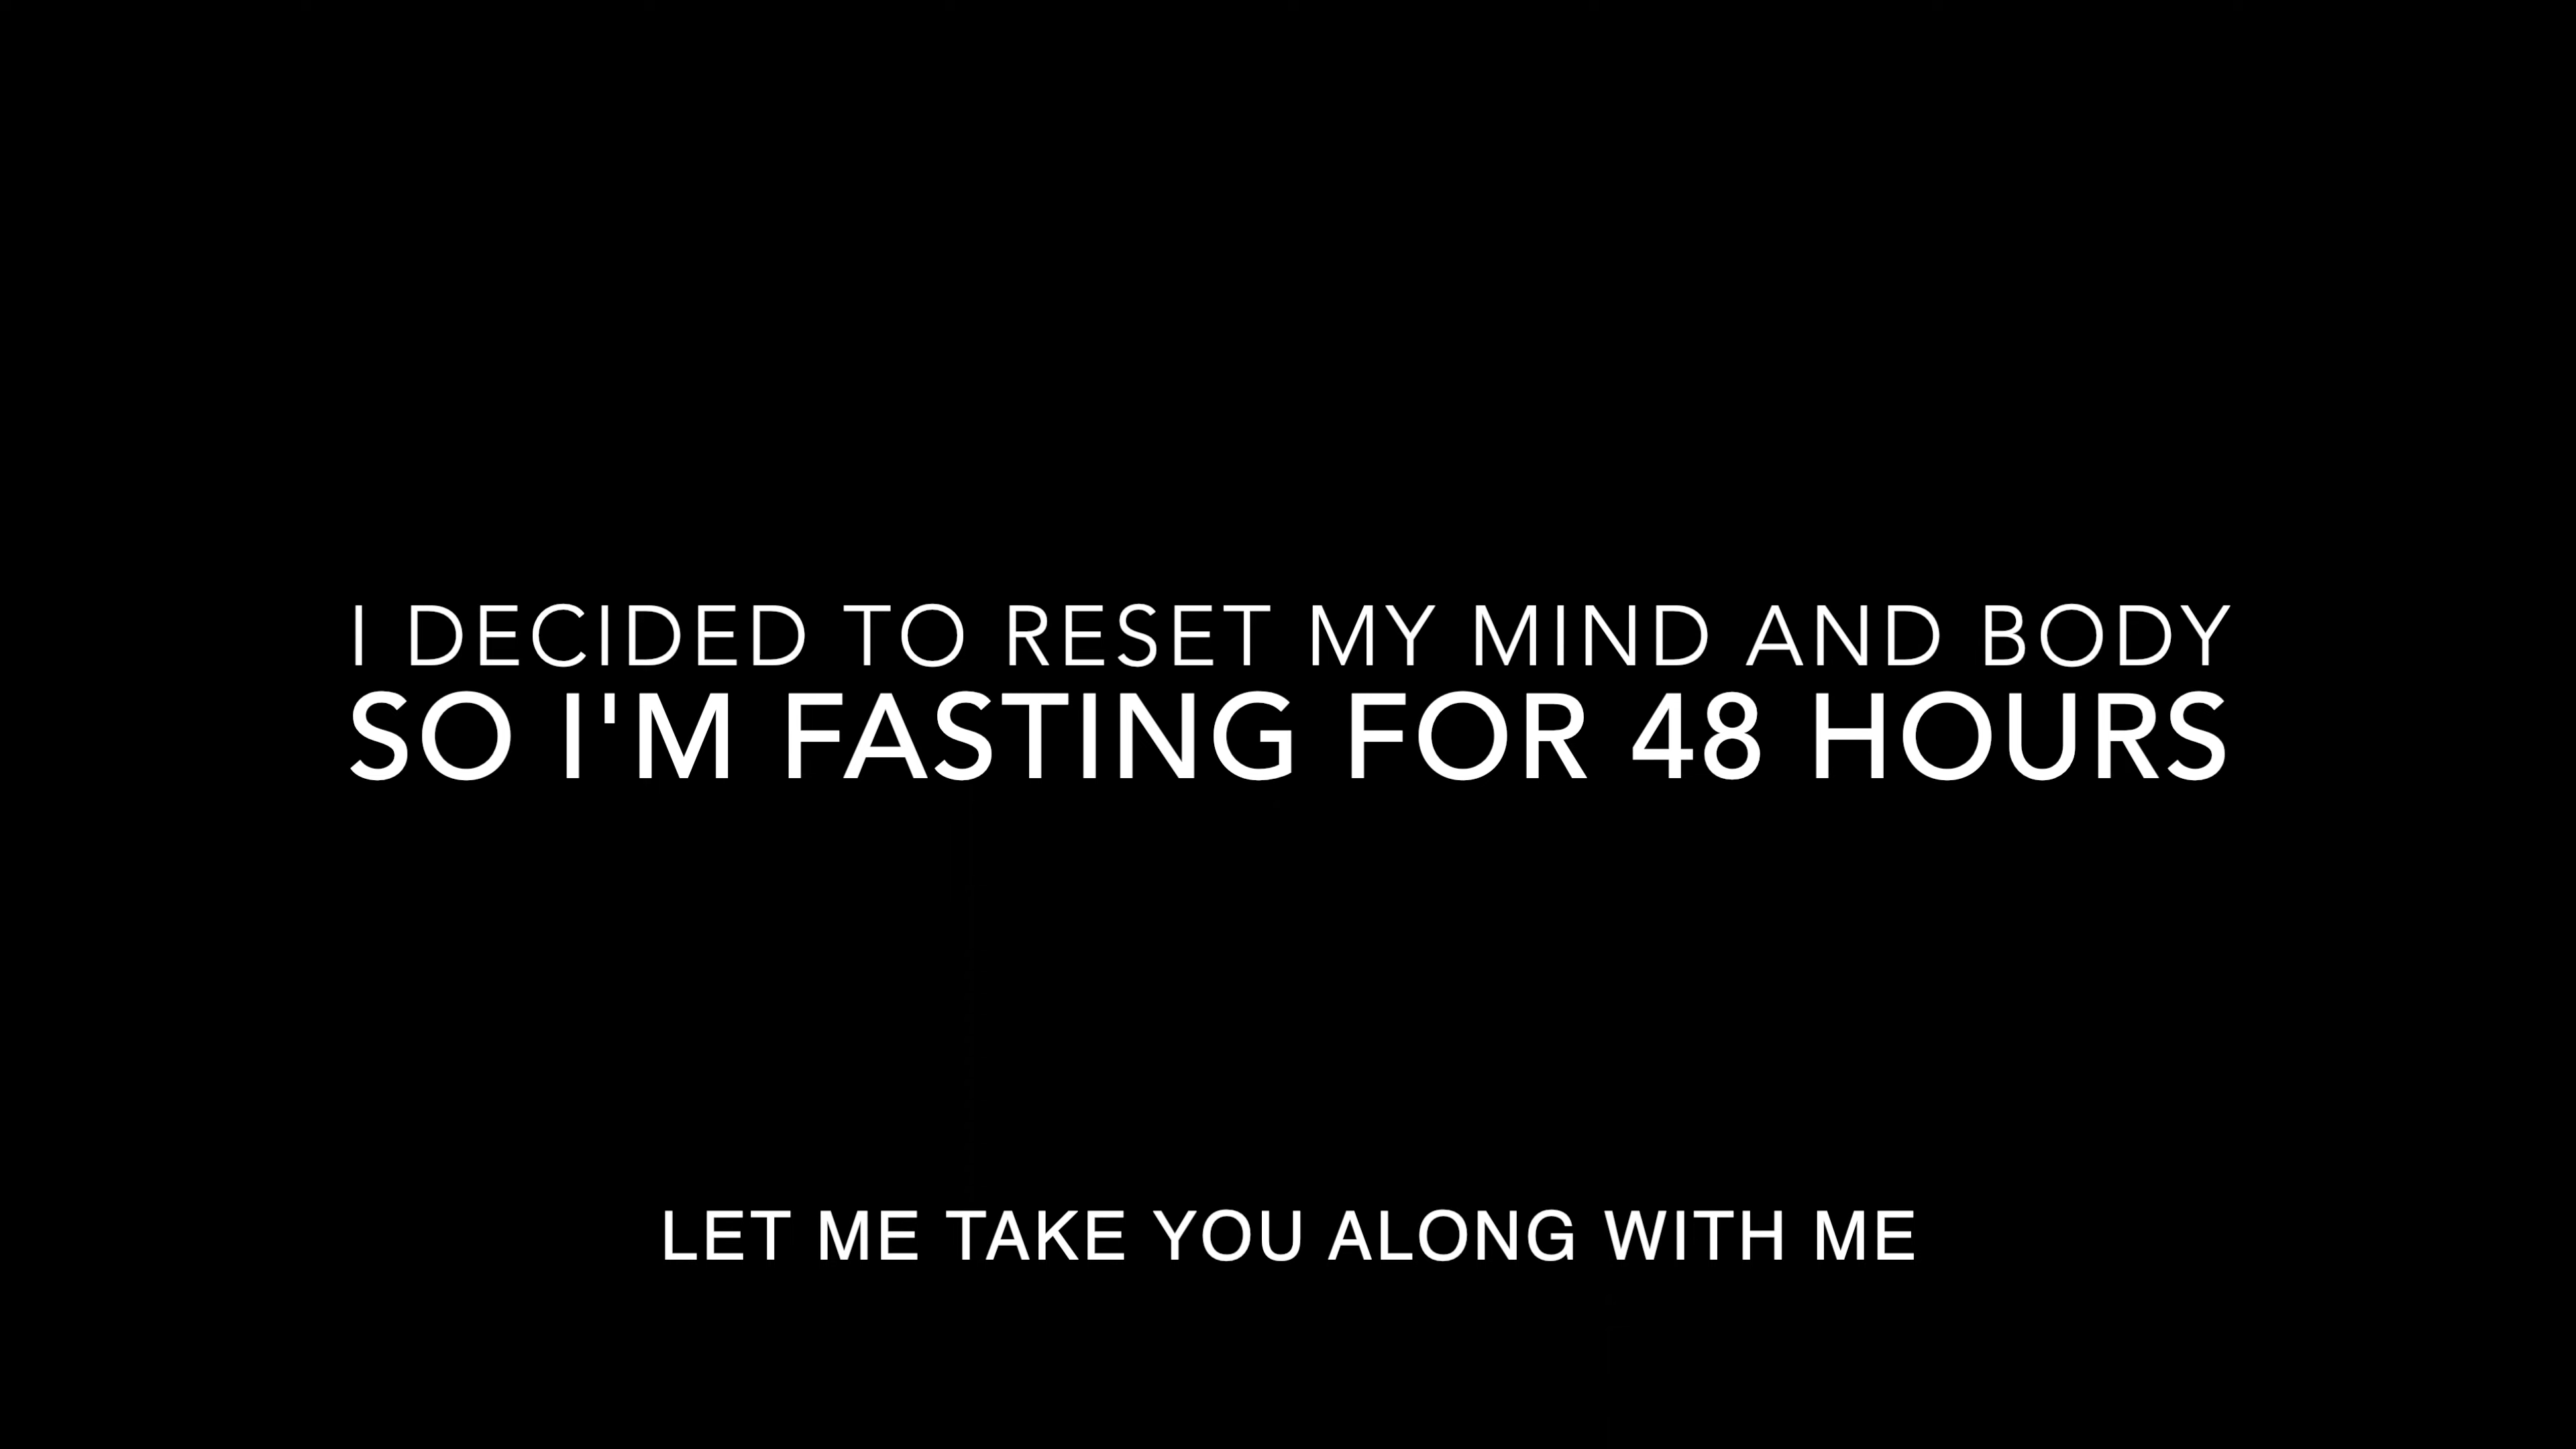 I DECIDED TO RESET MY MIND AND BODY
SO I'M FASTING FOR 48 HOURS
LET ME TAKE YOU ALONG WITH ME